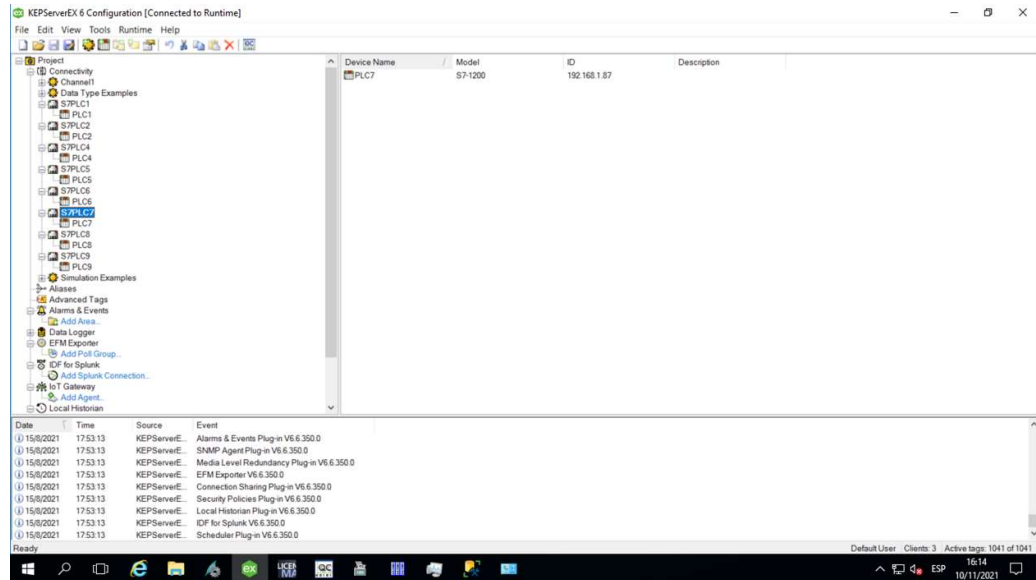 KEPServerEX 6 Configuration [Connected to Runtime]
File Edit View Tools Runtime Help
Project
Connectivity
Channel1
Data Type Examples
S7PLC1
PLC1
S7PLC2
PLC2
S7PLC4
PLC4
S7PLC5
PLC5
S7PLC6
PLC6
S7PLC7
PLC7
S7PLC8
PLC8
S7PLC9
PLC9
Simulation Examples
Aliases
Advanced Tags
Alarms & Events
Add Area...
Data Logger
EFM Exporter
Add Poll Group...
IDF for Splunk
Add Splunk Connection...
IoT Gateway
Add Agent...
Local Historian
Device Name Model ID Description
PLC7 S7-1200 192.168.1.87
Date Time Source Event
15/8/2021 17:53:13 KEPServerE... Alarms & Events Plug-in V6.6.350.0
15/8/2021 17:53:13 KEPServerE... SNMP Agent Plug-in V6.6.350.0
15/8/2021 17:53:13 KEPServerE... Media Level Redundancy Plug-in V6.6.350.0
15/8/2021 17:53:13 KEPServerE... EFM Exporter V6.6.350.0
15/8/2021 17:53:13 KEPServerE... Connection Sharing Plug-in V6.6.350.0
15/8/2021 17:53:13 KEPServerE... Security Policies Plug-in V6.6.350.0
15/8/2021 17:53:13 KEPServerE... Local Historian Plug-in V6.6.350.0
15/8/2021 17:53:13 KEPServerE... IDF for Splunk V6.6.350.0
15/8/2021 17:53:13 KEPServerE... Scheduler Plug-in V6.6.350.0
Ready Default User Clients: 3 Active tags: 1041 of 1041
ex QC ESP 16:14
10/11/2021